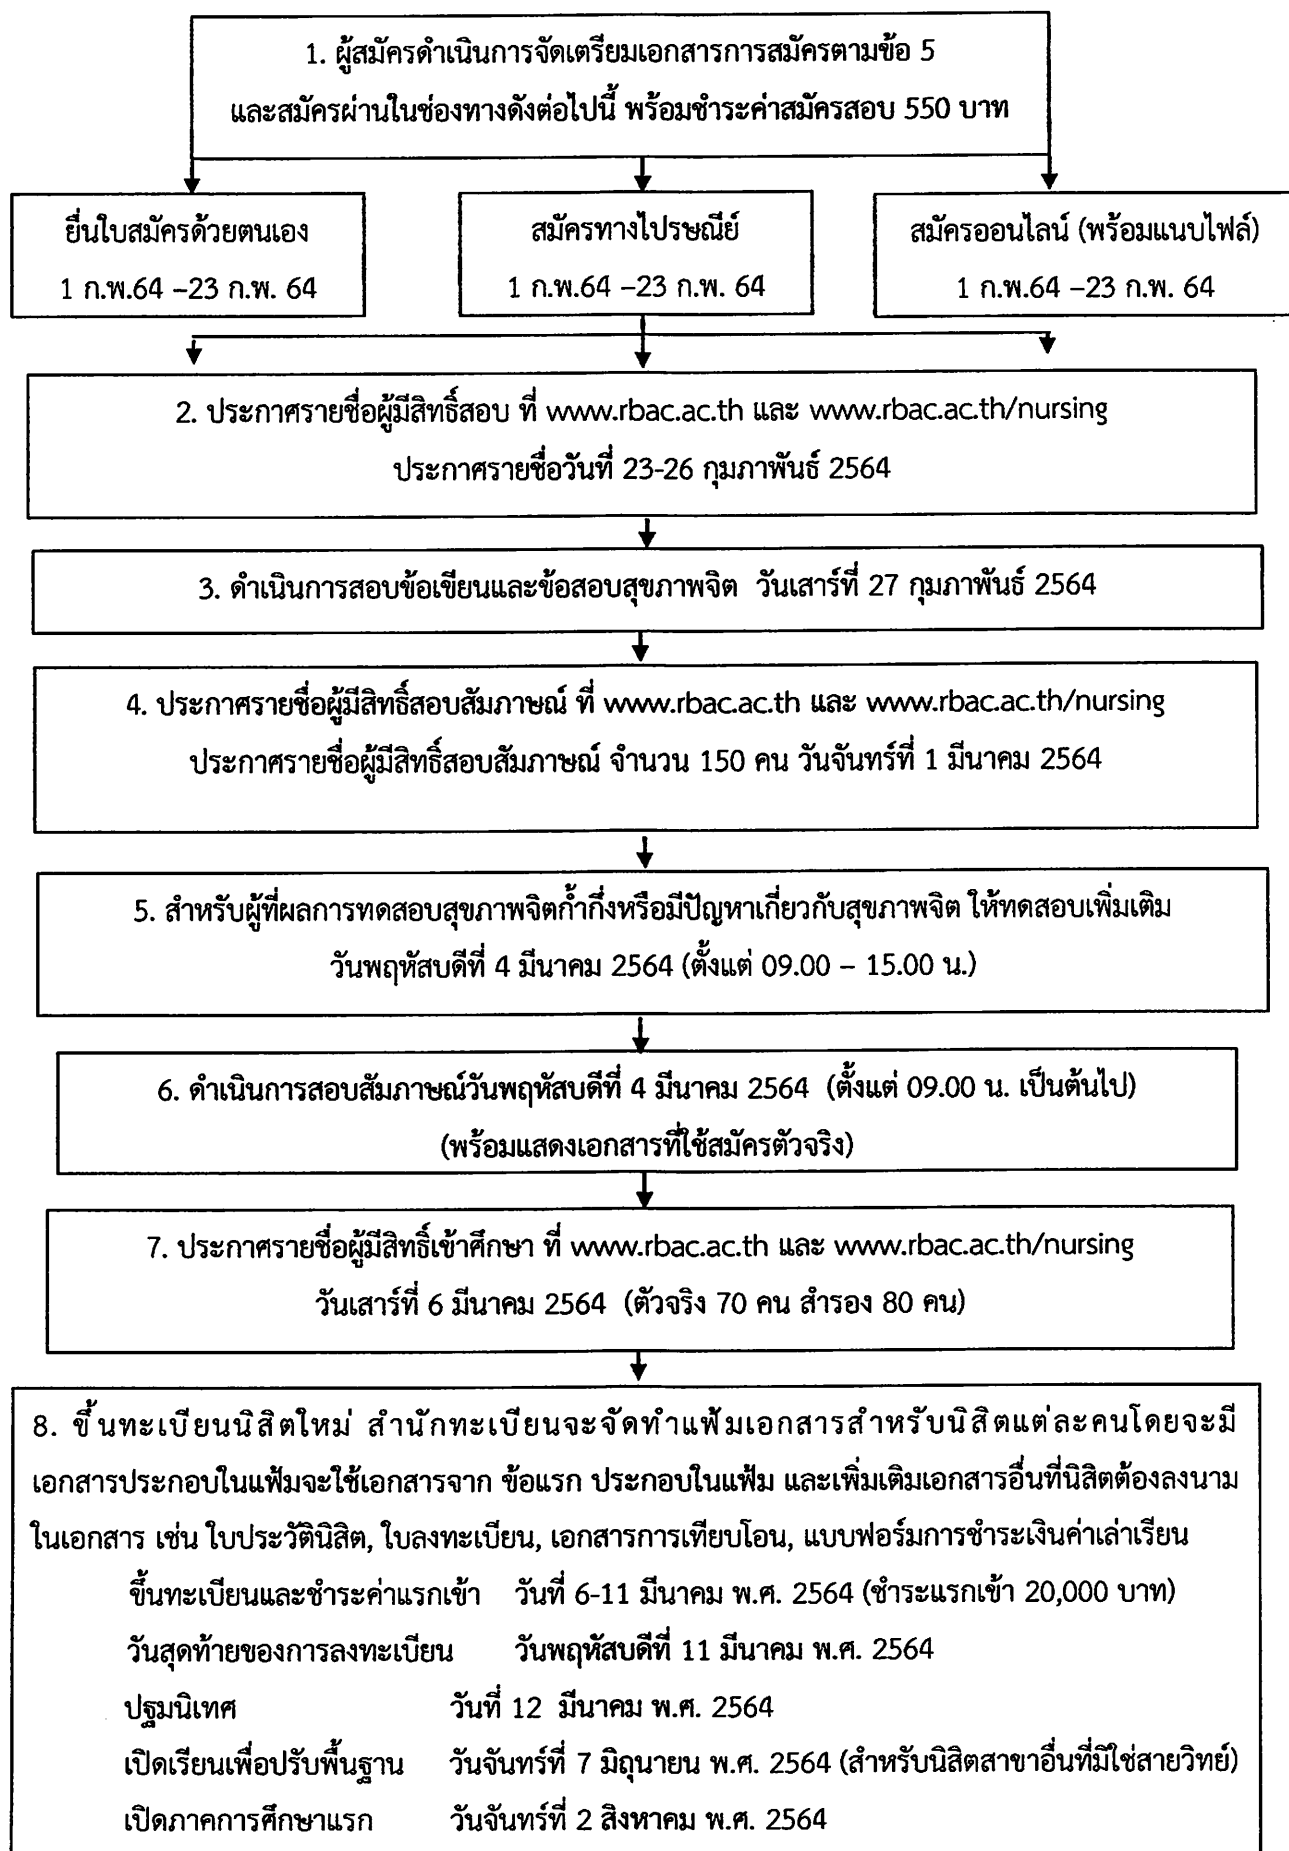 1. ผู้สมัครดำเนินการจัดเตรียมเอกสารการสมัครตามข้อ 5
และสมัครผ่านในช่องทางดังต่อไปนี้ พร้อมชำระค่าสมัครสอบ 550 บาท
ยื่นใบสมัครด้วยตนเอง
1 ก.พ.64 –23 ก.พ. 64
สมัครทางไปรษณีย์
1 ก.พ.64 –23 ก.พ. 64
สมัครออนไลน์ (พร้อมแนบไฟล์)
1 ก.พ.64 –23 ก.พ. 64
2. ประกาศรายชื่อผู้มีสิทธิ์สอบ ที่ www.rbac.ac.th และ www.rbac.ac.th/nursing
ประกาศรายชื่อวันที่ 23-26 กุมภาพันธ์ 2564
3. ดำเนินการสอบข้อเขียนและข้อสอบสุขภาพจิต วันเสาร์ที่ 27 กุมภาพันธ์ 2564
4. ประกาศรายชื่อผู้มีสิทธิ์สอบสัมภาษณ์ ที่ www.rbac.ac.th และ www.rbac.ac.th/nursing
ประกาศรายชื่อผู้มีสิทธิ์สอบสัมภาษณ์ จำนวน 150 คน วันจันทร์ที่ 1 มีนาคม 2564
5. สำหรับผู้ที่ผลการทดสอบสุขภาพจิตก้ำกึ่งหรือมีปัญหาเกี่ยวกับสุขภาพจิต ให้ทดสอบเพิ่มเติม
วันพฤหัสบดีที่ 4 มีนาคม 2564 (ตั้งแต่ 09.00 – 15.00 น.)
6. ดำเนินการสอบสัมภาษณ์วันพฤหัสบดีที่ 4 มีนาคม 2564 (ตั้งแต่ 09.00 น. เป็นต้นไป)
(พร้อมแสดงเอกสารที่ใช้สมัครตัวจริง)
7. ประกาศรายชื่อผู้มีสิทธิ์เข้าศึกษา ที่ www.rbac.ac.th และ www.rbac.ac.th/nursing
วันเสาร์ที่ 6 มีนาคม 2564 (ตัวจริง 70 คน สำรอง 80 คน)
8. ขึ้นทะเบียนนิสิตใหม่ สำนักทะเบียนจะจัดทำแฟ้มเอกสารสำหรับนิสิตแต่ละคนโดยจะมี
เอกสารประกอบในแฟ้มจะใช้เอกสารจาก ข้อแรก ประกอบในแฟ้ม และเพิ่มเติมเอกสารอื่นที่นิสิตต้องลงนาม
ในเอกสาร เช่น ใบประวัตินิสิต, ใบลงทะเบียน, เอกสารการเทียบโอน, แบบฟอร์มการชำระเงินค่าเล่าเรียน
ขึ้นทะเบียนและชำระค่าแรกเข้า วันที่ 6-11 มีนาคม พ.ศ. 2564 (ชำระแรกเข้า 20,000 บาท)
วันสุดท้ายของการลงทะเบียน วันพฤหัสบดีที่ 11 มีนาคม พ.ศ. 2564
ปฐมนิเทศ วันที่ 12 มีนาคม พ.ศ. 2564
เปิดเรียนเพื่อปรับพื้นฐาน วันจันทร์ที่ 7 มิถุนายน พ.ศ. 2564 (สำหรับนิสิตสาขาอื่นที่มิใช่สายวิทย์)
เปิดภาคการศึกษาแรก วันจันทร์ที่ 2 สิงหาคม พ.ศ. 2564